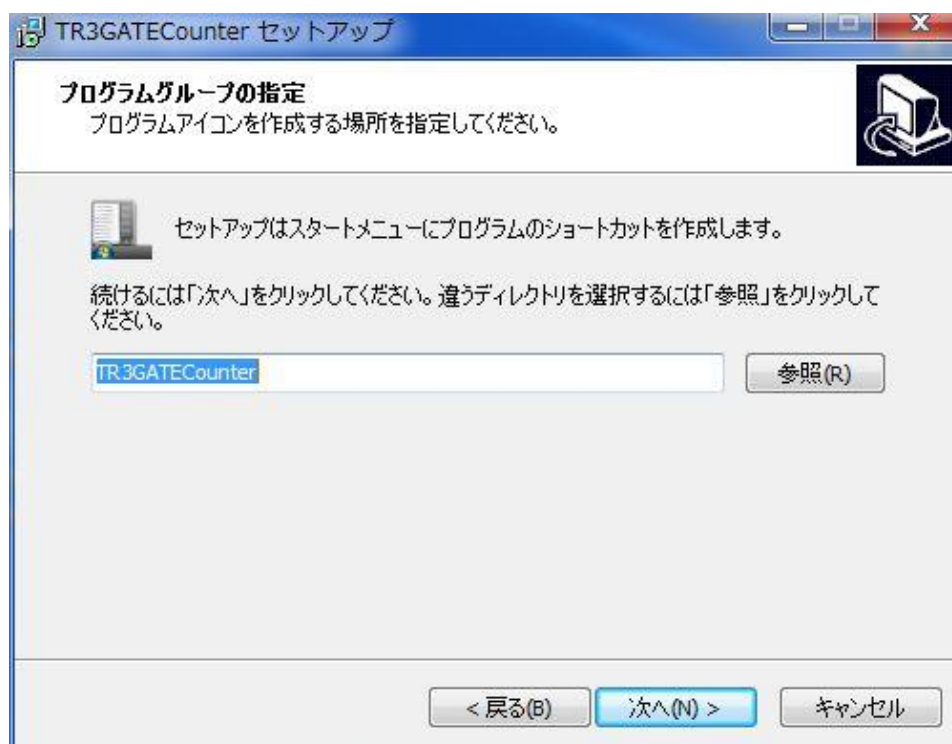 TR3GATECounter セットアップ
プログラムグループの指定
プログラムアイコンを作成する場所を指定してください。
セットアップはスタートメニューにプログラムのショートカットを作成します。
続けるには「次へ」をクリックしてください。違うディレクトリを選択するには「参照」をクリックして
ください。
TR3GATECounter
参照(R)
< 戻る(B)
次へ(N) >
キャンセル